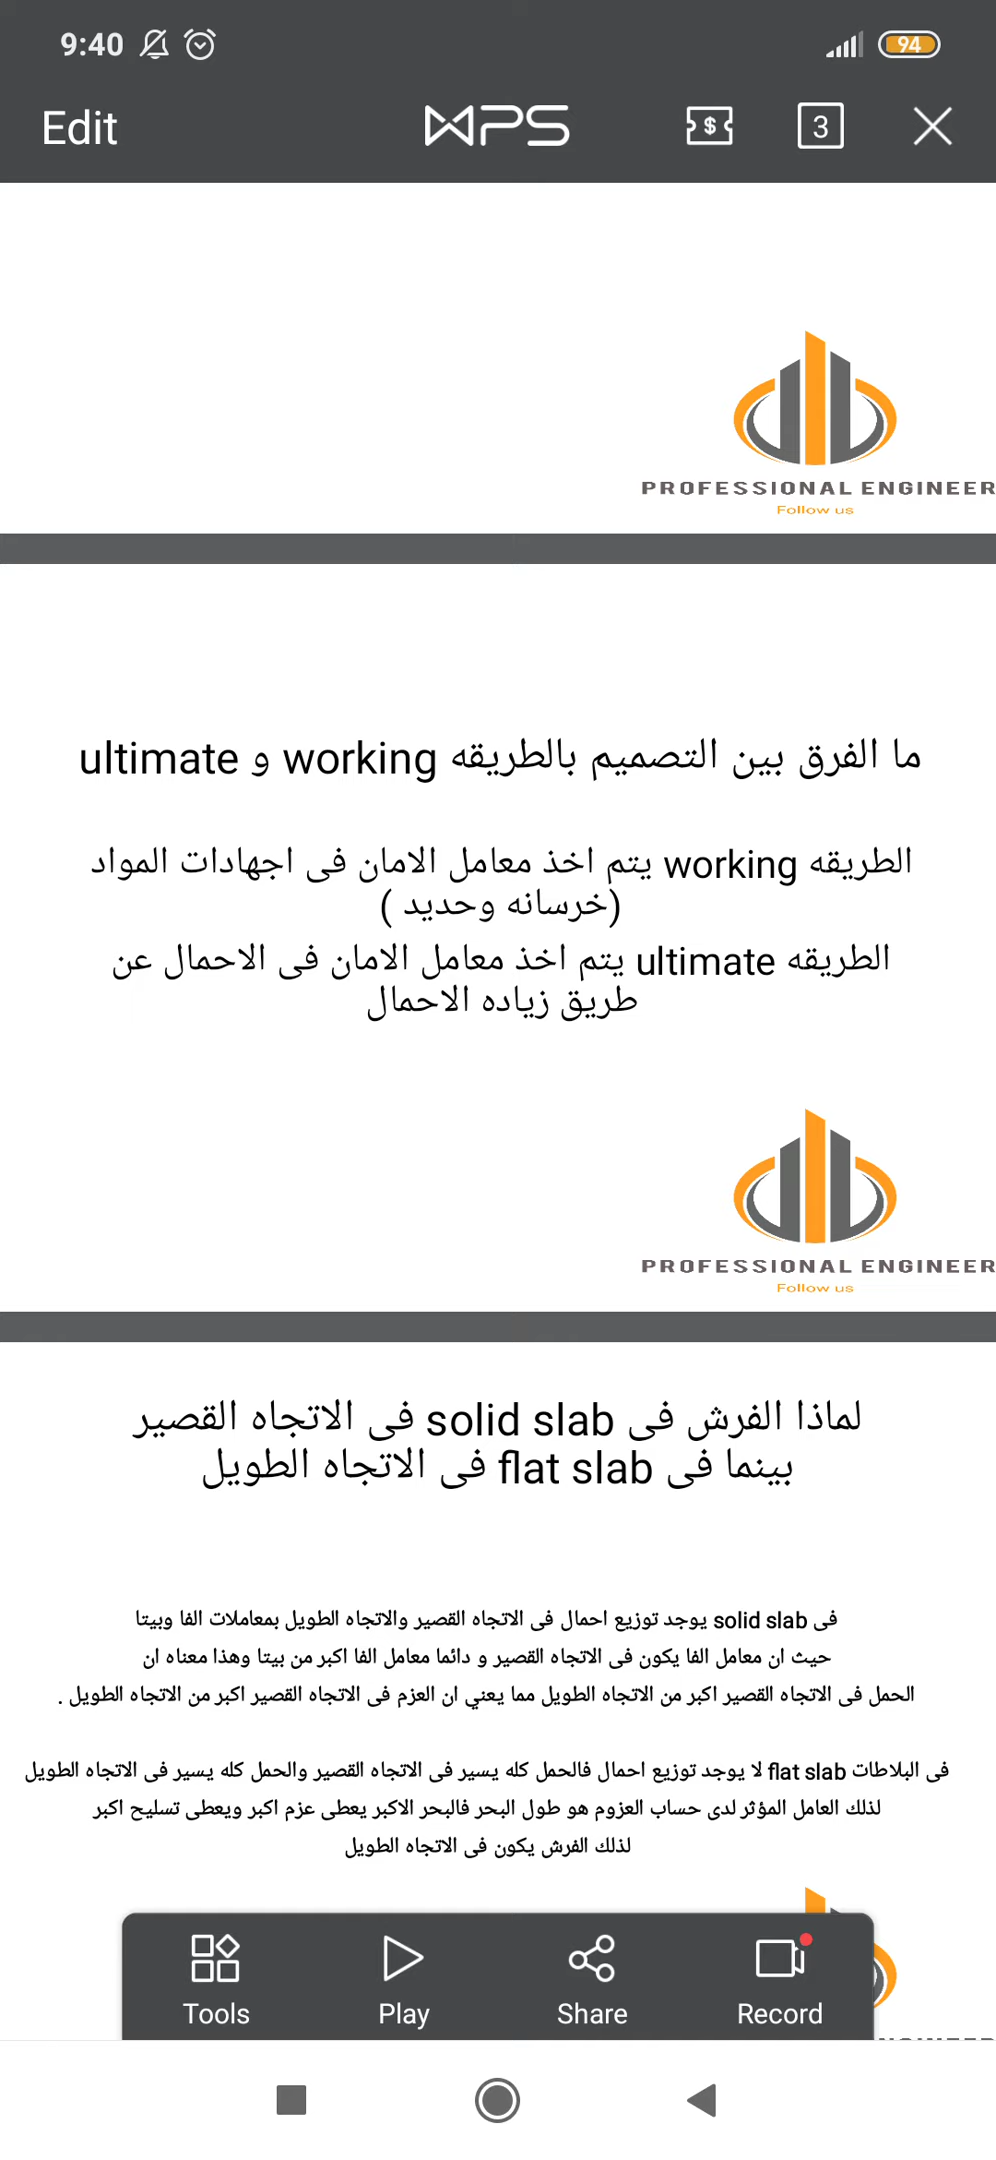 9:40
94
Edit
WPS
$
3
PROFESSIONAL ENGINEER
Follow us
ما الفرق بين التصميم بالطريقه working و ultimate
الطريقه working يتم اخذ معامل الامان فى اجهادات المواد
(خرسانه وحديد )
الطريقه ultimate يتم اخذ معامل الامان فى الاحمال عن
طريق زياده الاحمال
PROFESSIONAL ENGINEER
Follow us
لماذا الفرش فى solid slab فى الاتجاه القصير
بينما فى flat slab فى الاتجاه الطويل
فى solid slab يوجد توزيع احمال فى الاتجاه القصير والاتجاه الطويل بمعاملات الفا وبيتا
حيث ان معامل الفا يكون فى الاتجاه القصير و دائما معامل الفا اكبر من بيتا وهذا معناه ان
الحمل فى الاتجاه القصير اكبر من الاتجاه الطويل مما يعني ان العزم فى الاتجاه القصير اكبر من الاتجاه الطويل .
فى البلاطات flat slab لا يوجد توزيع احمال فالحمل كله يسير فى الاتجاه القصير والحمل كله يسير فى الاتجاه الطويل
لذلك العامل المؤثر لدى حساب العزوم هو طول البحر فالبحر الاكبر يعطى عزم اكبر ويعطى تسليح اكبر
لذلك الفرش يكون فى الاتجاه الطويل
Tools
Play
Share
Record